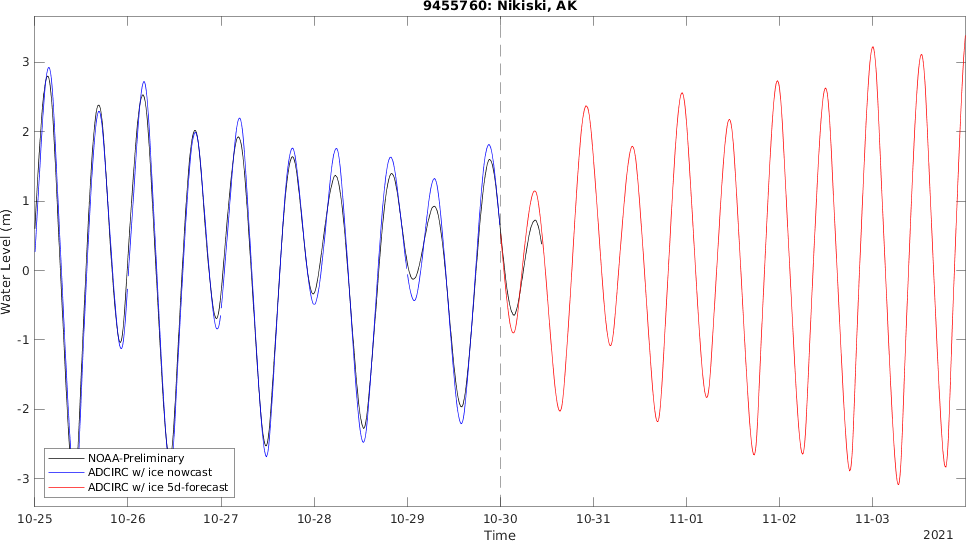 9455760: Nikiski, AK
Water Level (m)
3
2
1
0
-1
-2
-3
NOAA-Preliminary
ADCIRC w/ ice nowcast
ADCIRC w/ ice 5d-forecast
10-25 10-26 10-27 10-28 10-29 10-30 10-31 11-01 11-02 11-03
Time
2021